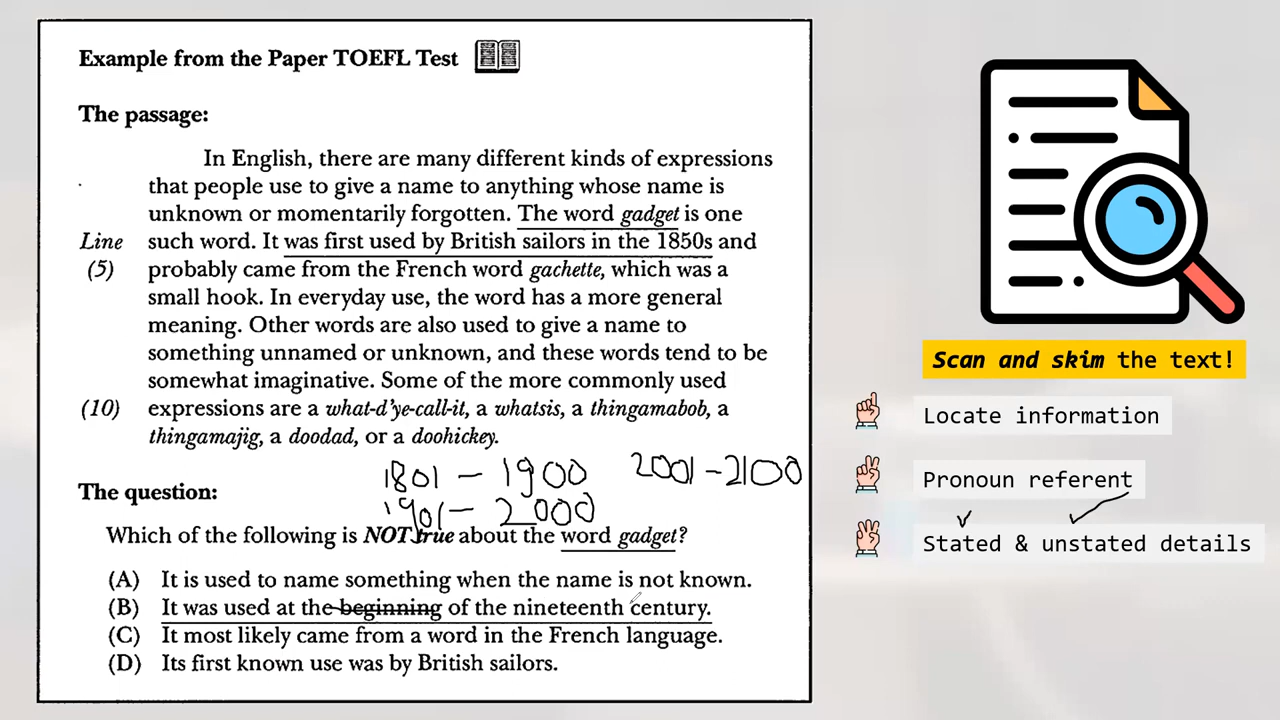 Example from the Paper TOEFL Test
The passage:
In English, there are many different kinds of expressions
that people use to give a name to anything whose name is
unknown or momentarily forgotten. The word gadget is one
Line such word. It was first used by British sailors in the 1850s and
(5) probably came from the French word gachette, which was a
small hook. In everyday use, the word has a more general
meaning. Other words are also used to give a name to
something unnamed or unknown, and these words tend to be
somewhat imaginative. Some of the more commonly used
(10) expressions are a what-d'ye-call-it, a whatsis, a thingamabob, a
thingamajig, a doodad, or a doohickey.
1801 - 1900 2001 - 2100
1901 - 2000
The question:
Which of the following is NOT true about the word gadget?
(A) It is used to name something when the name is not known.
(B) It was used at the beginning of the nineteenth century.
(C) It most likely came from a word in the French language.
(D) Its first known use was by British sailors.
Scan and skim the text!
Locate information
Pronoun referent
Stated & unstated details